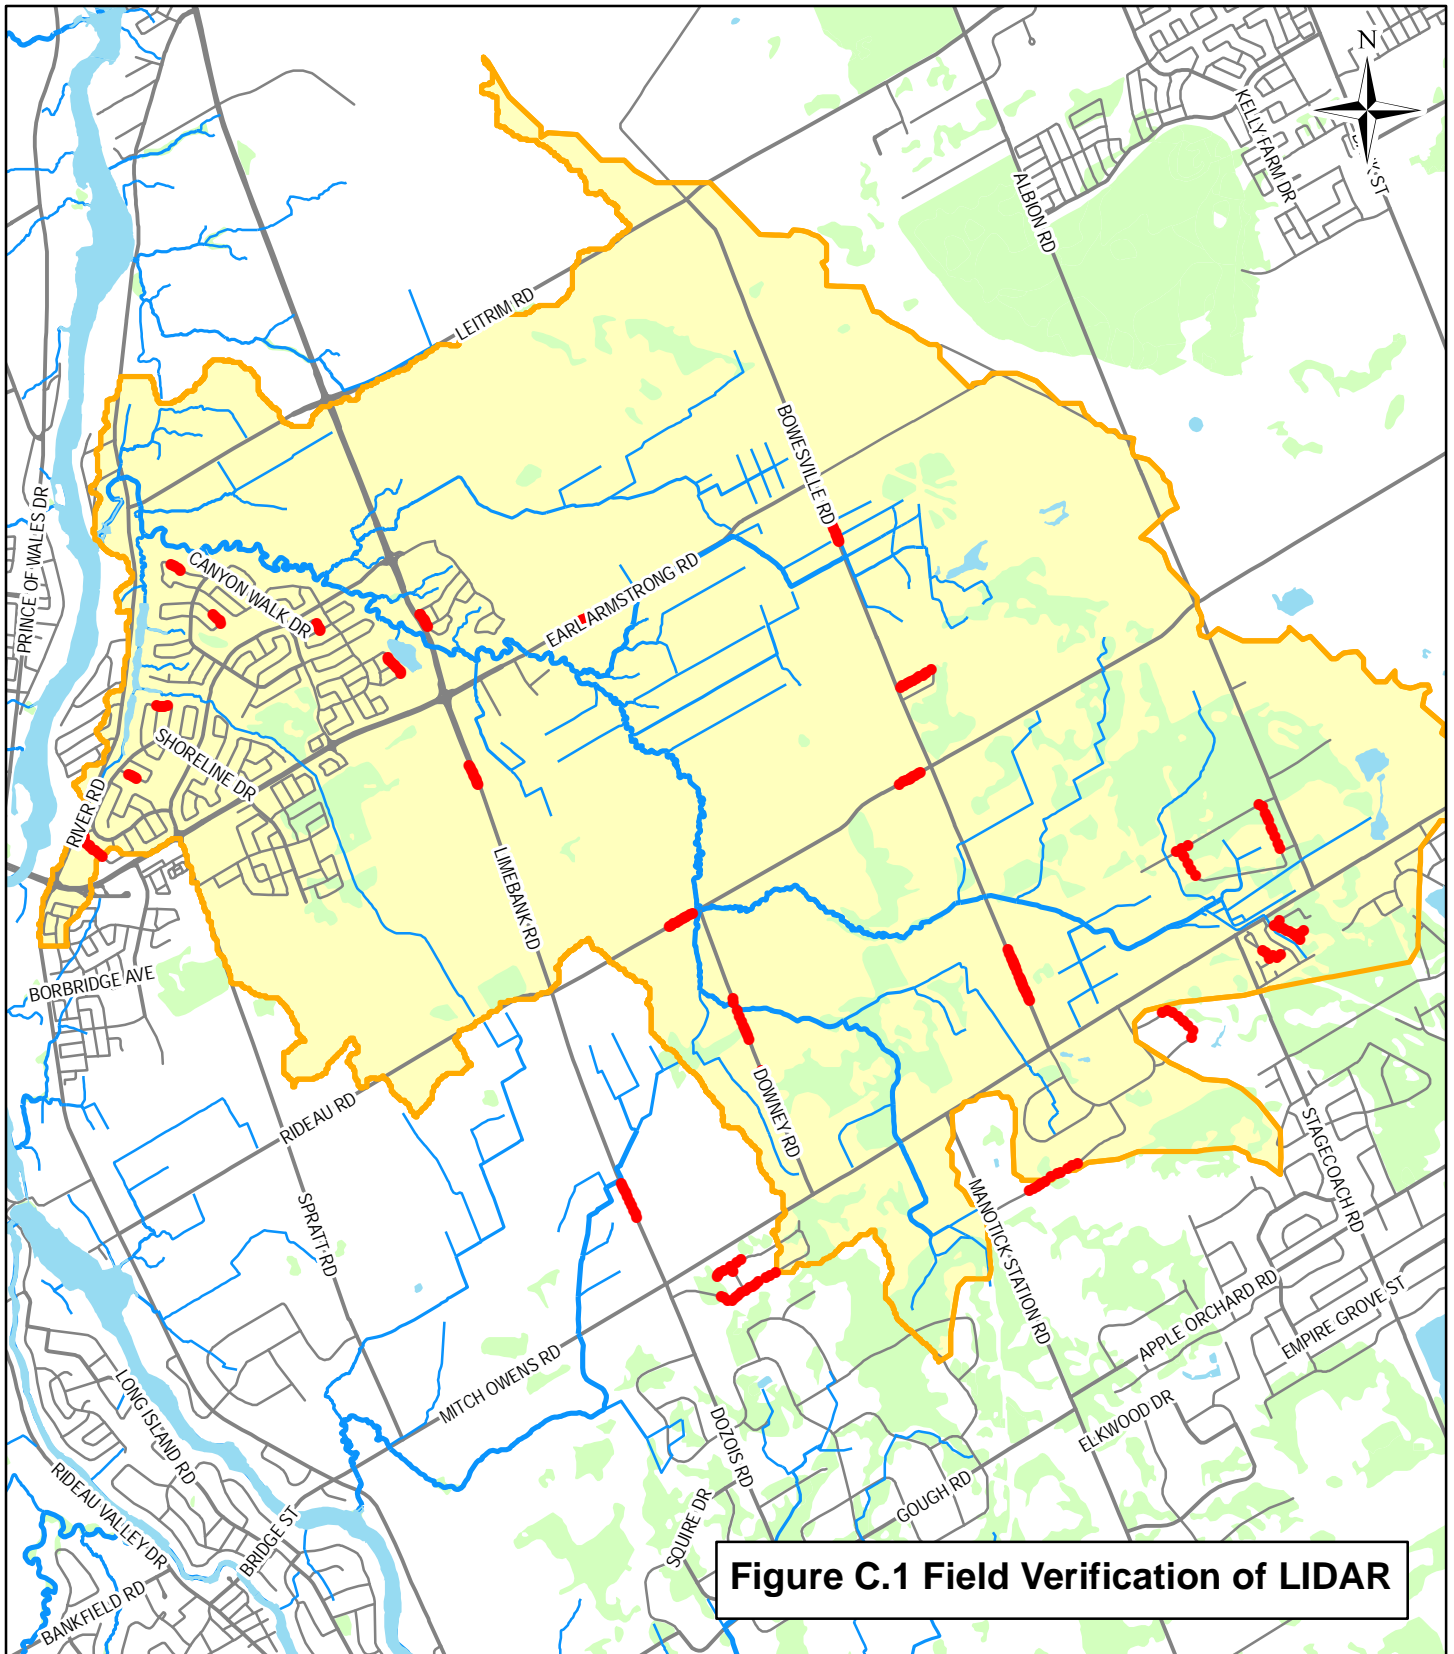 N
KELLY FARM DR
ALBION RD
LEITRIM RD
BOWESVILLE RD
PRINCE OF WALES DR
CANYON WALK DR
EARL ARMSTRONG RD
SHORELINE DR
RIVER RD
LIMEBANK RD
BORBRIDGE AVE
RIDEAU RD
DOWNEY RD
SPRATT RD
MANOTICK STATION RD
STAGECOACH RD
APPLE ORCHARD RD
EMPIRE GROVE ST
MITCH OWENS RD
LONG ISLAND RD
DOZOIS RD
ELKWOOD DR
GOUGH RD
SQUIRE DR
RIDEAU VALLEY DR
BRIDGE ST
BANKFIELD RD
Figure C.1 Field Verification of LIDAR